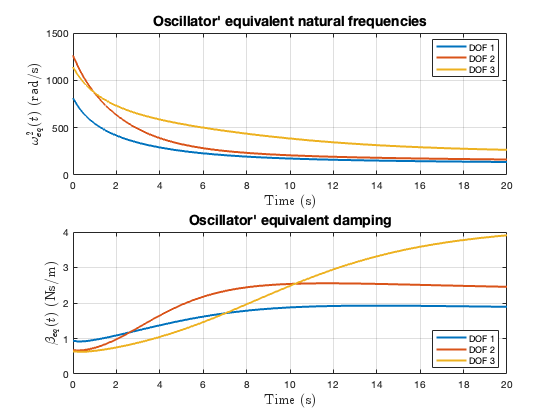 Oscillator' equivalent natural frequencies
1500
1000
500
0
ω²eq(t) (rad/s)
DOF 1
DOF 2
DOF 3
0 2 4 6 8 10 12 14 16 18 20
Time (s)
Oscillator' equivalent damping
4
3
2
1
0
βeq(t) (Ns/m)
DOF 1
DOF 2
DOF 3
0 2 4 6 8 10 12 14 16 18 20
Time (s)